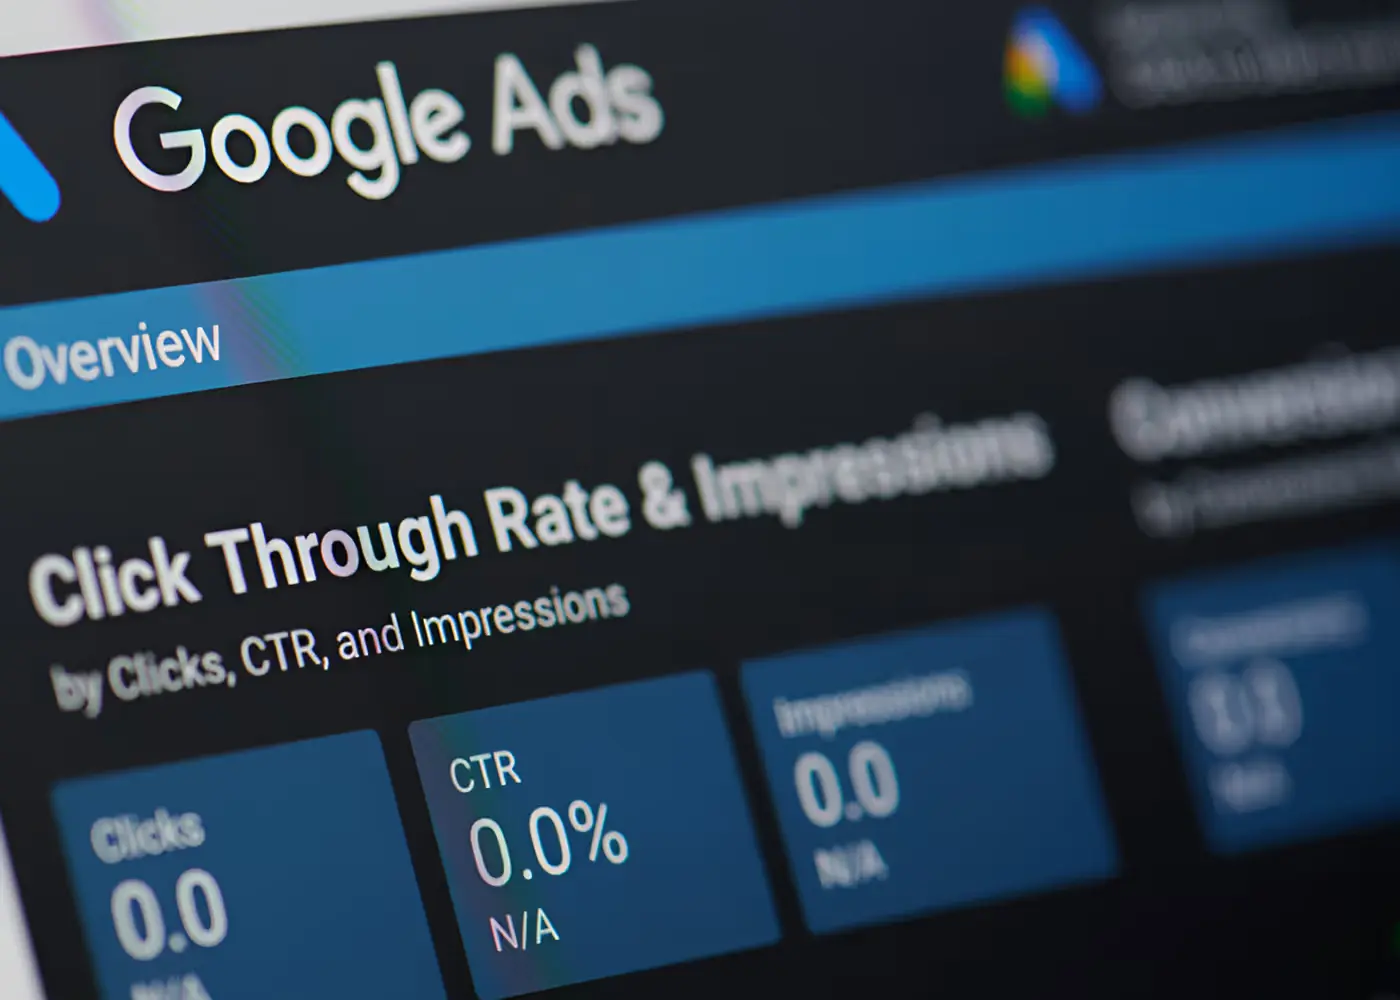 Google Ads
Overview
Click Through Rate & Impressions
by Clicks, CTR, and Impressions
Clicks
0.0
N/A
CTR
0.0%
N/A
Impressions
0.0
N/A